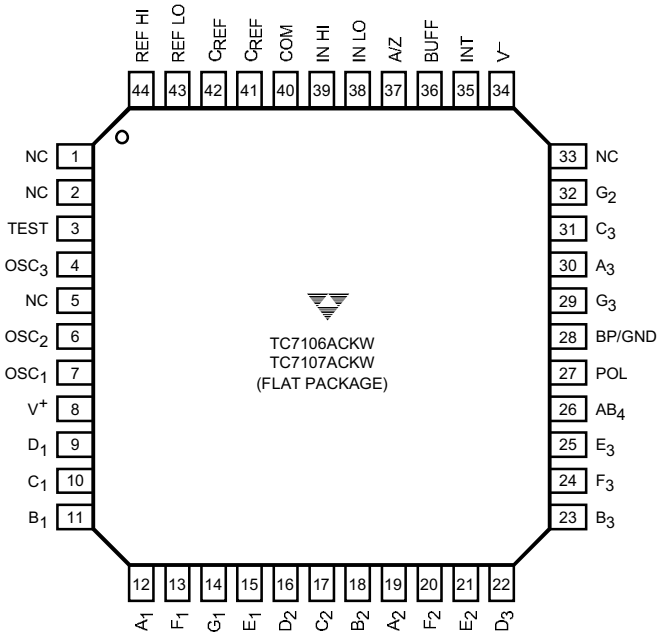 REF HI
REF LO
CREF
CREF
COM
IN HI
IN LO
A/Z
BUFF
INT
V–
44
43
42
41
40
39
38
37
36
35
34
NC 1
NC 2
TEST 3
OSC3 4
NC 5
OSC2 6
OSC1 7
V+ 8
D1 9
C1 10
B1 11
TC7106ACKW
TC7107ACKW
(FLAT PACKAGE)
33 NC
32 G2
31 C3
30 A3
29 G3
28 BP/GND
27 POL
26 AB4
25 E3
24 F3
23 B3
12
13
14
15
16
17
18
19
20
21
22
A1
F1
G1
E1
D2
C2
B2
A2
F2
E2
D3